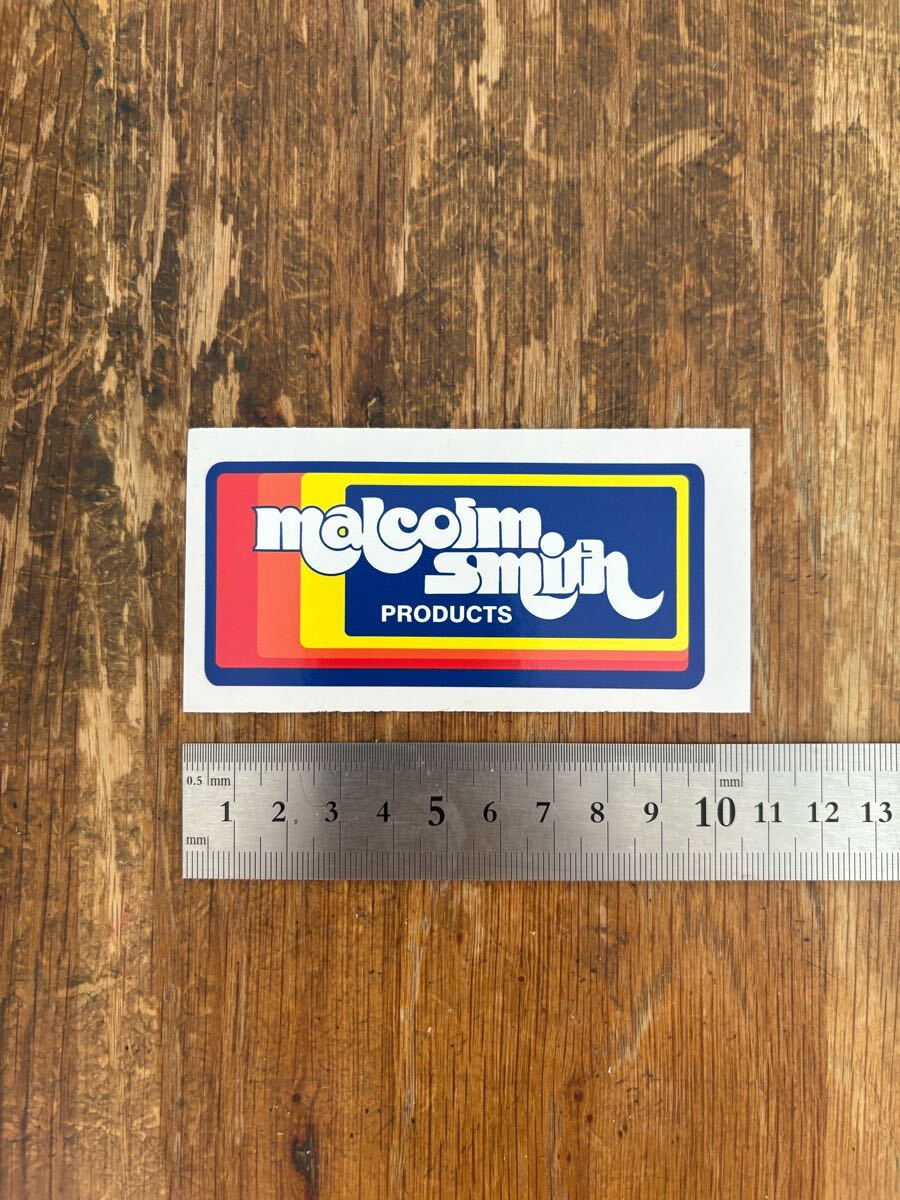 malcolm
smith
PRODUCTS
0.5 mm mm
1 2 3 4 5 6 7 8 9 10 11 12 13
mm